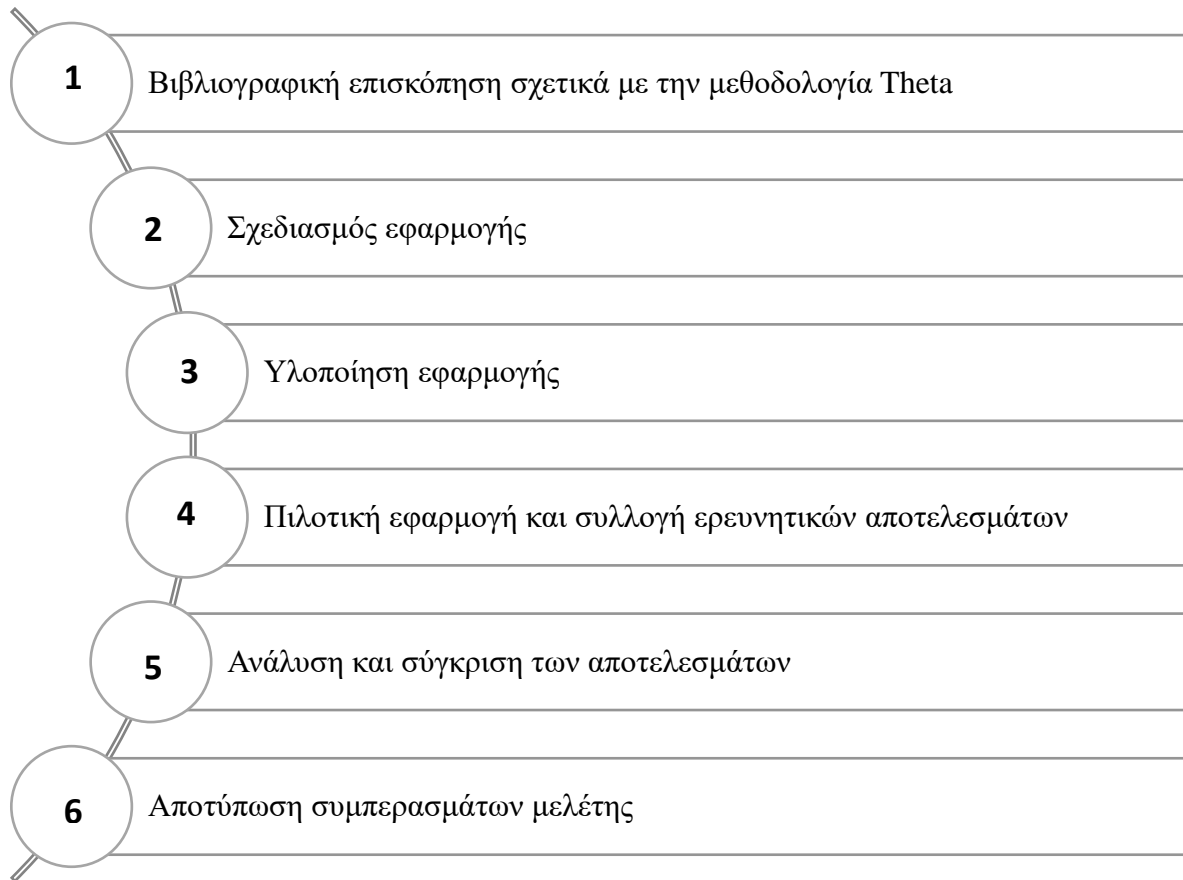 1 Βιβλιογραφική επισκόπηση σχετικά με την μεθοδολογία Theta
2 Σχεδιασμός εφαρμογής
3 Υλοποίηση εφαρμογής
4 Πιλοτική εφαρμογή και συλλογή ερευνητικών αποτελεσμάτων
5 Ανάλυση και σύγκριση των αποτελεσμάτων
6 Αποτύπωση συμπερασμάτων μελέτης